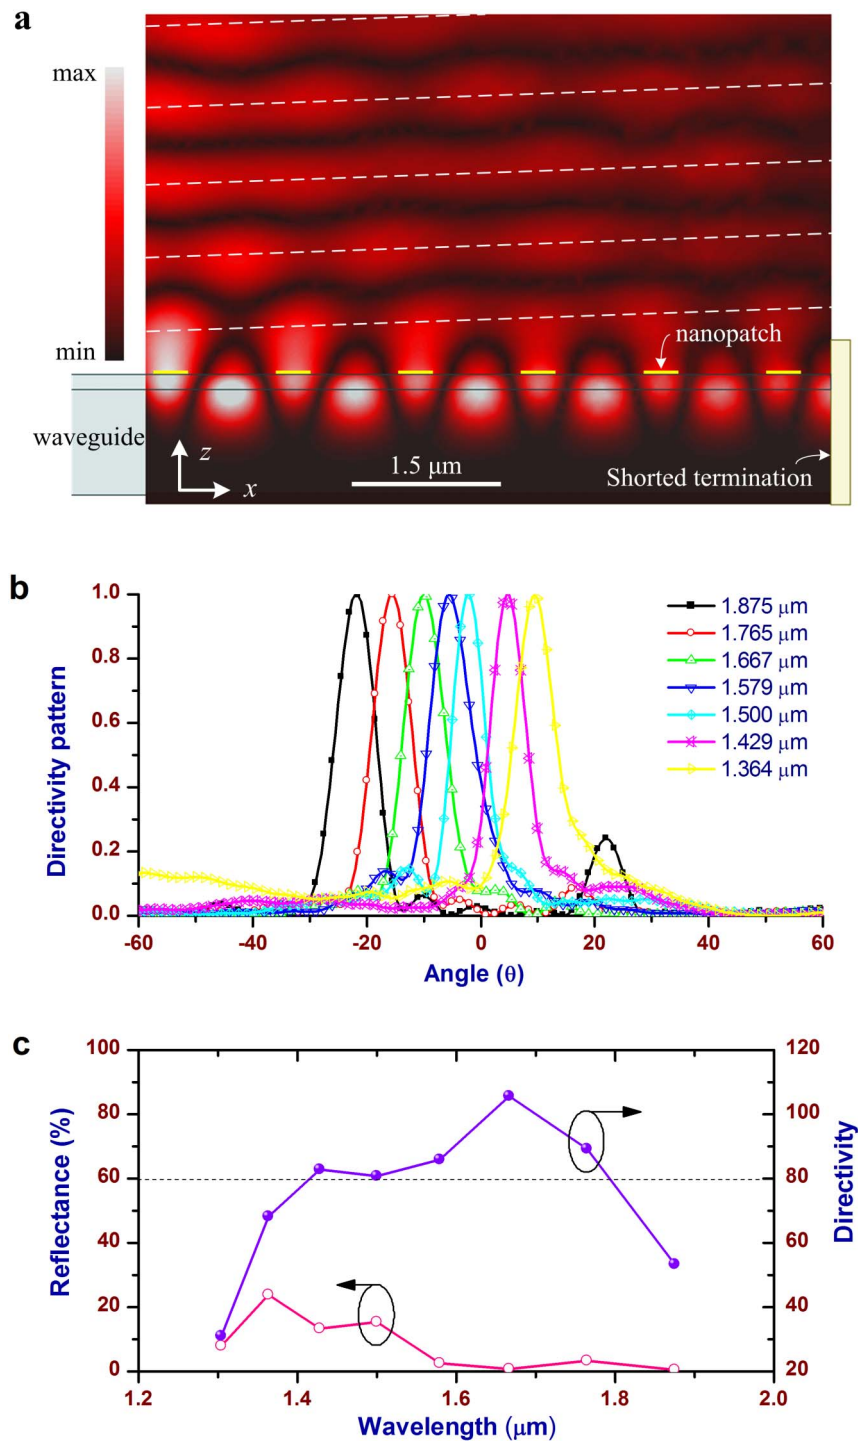 a
max
min
nanopatch
waveguide
z
x
1.5 μm
Shorted termination
b
Directivity pattern
1.0
0.8
0.6
0.4
0.2
0.0
-60 -40 -20 0 20 40 60
Angle (θ)
1.875 μm
1.765 μm
1.667 μm
1.579 μm
1.500 μm
1.429 μm
1.364 μm
c
Reflectance (%)
100
80
60
40
20
0
120
100
80
60
40
20
Directivity
1.2 1.4 1.6 1.8 2.0
Wavelength (μm)